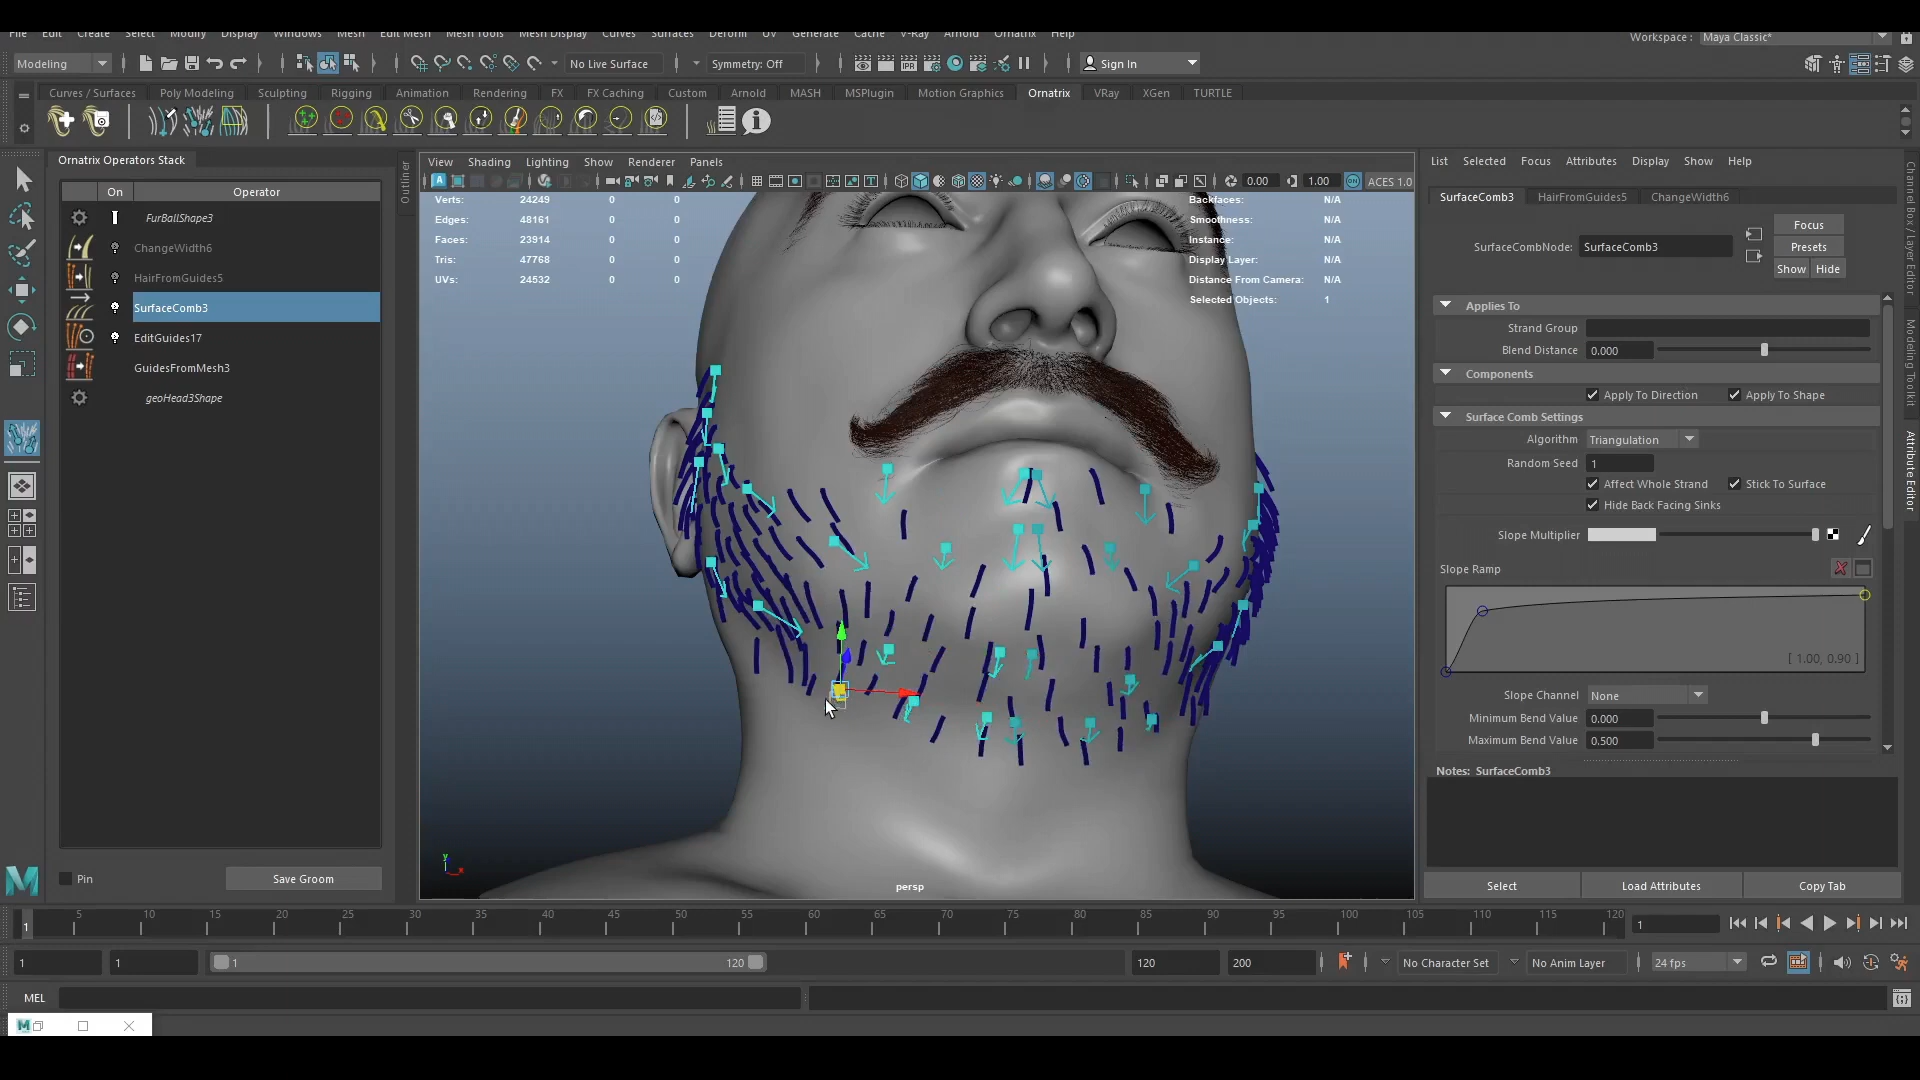 File Edit Create Select Modify Display Windows Mesh Edit Mesh Mesh Tools Mesh Display Curves Surfaces Deform UV Generate Cache V-Ray Arnold Ornatrix Help
Workspace : Maya Classic*
Modeling No Live Surface Symmetry: Off Sign In
Curves / Surfaces Poly Modeling Sculpting Rigging Animation Rendering FX FX Caching Custom Arnold MASH MSPlugin Motion Graphics Ornatrix VRay XGen TURTLE
IPR
Ornatrix Operators Stack
On Operator
FurBallShape3
ChangeWidth6
HairFromGuides5
SurfaceComb3
EditGuides17
GuidesFromMesh3
geoHead3Shape
Pin Save Groom
Outliner
View Shading Lighting Show Renderer Panels
0.00 1.00 ON ACES 1.0
Verts: 24249 0 0
Edges: 48161 0 0
Faces: 23914 0 0
Tris: 47768 0 0
UVs: 24532 0 0
Backfaces: N/A
Smoothness: N/A
Instance: N/A
Display Layer: N/A
Distance From Camera: N/A
Selected Objects: 1
y
x
persp
List Selected Focus Attributes Display Show Help
SurfaceComb3 HairFromGuides5 ChangeWidth6
SurfaceCombNode: SurfaceComb3
Focus
Presets
Show Hide
Applies To
Strand Group
Blend Distance 0.000
Components
Apply To Direction Apply To Shape
Surface Comb Settings
Algorithm Triangulation
Random Seed 1
Affect Whole Strand Stick To Surface
Hide Back Facing Sinks
Slope Multiplier
Slope Ramp
[ 1.00, 0.90 ]
Slope Channel None
Minimum Bend Value 0.000
Maximum Bend Value 0.500
Notes: SurfaceComb3
Select Load Attributes Copy Tab
Channel Box / Layer Editor
Modeling Toolkit
Attribute Editor
1 5 10 15 20 25 30 35 40 45 50 55 60 65 70 75 80 85 90 95 100 105 110 115 120 1
1 1 1 120 120 200 No Character Set No Anim Layer 24 fps
MEL